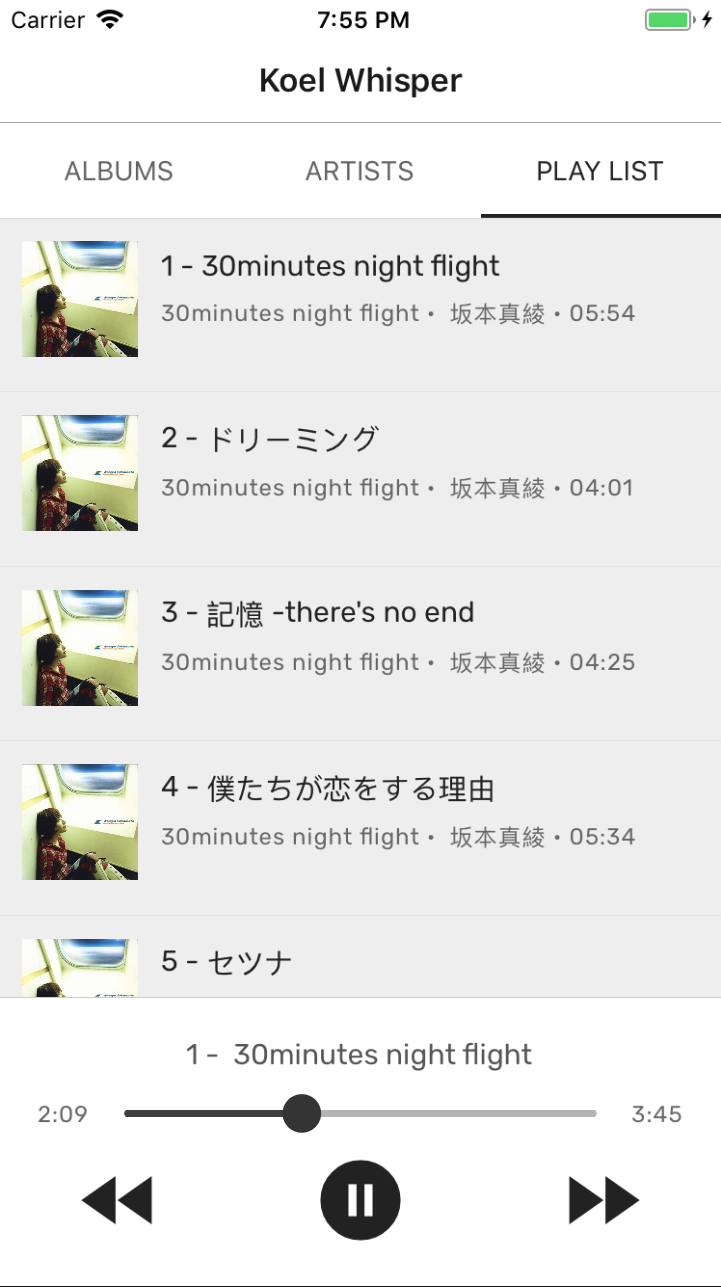 Carrier 7:55 PM
Koel Whisper
ALBUMS ARTISTS PLAY LIST
1 - 30minutes night flight
30minutes night flight • 坂本真綾 • 05:54
2 - ドリーミング
30minutes night flight • 坂本真綾 • 04:01
3 - 記憶 -there's no end
30minutes night flight • 坂本真綾 • 04:25
4 - 僕たちが恋をする理由
30minutes night flight • 坂本真綾 • 05:34
5 - セツナ
1 - 30minutes night flight
2:09 3:45